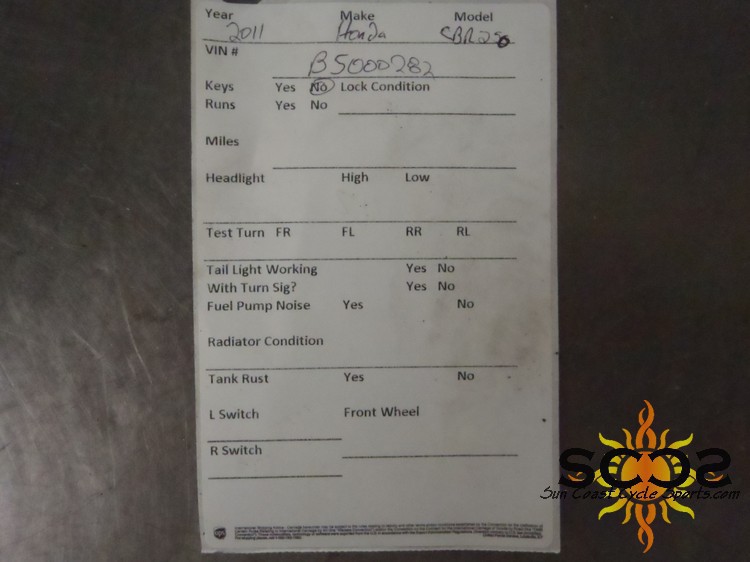 Year Make Model
2011 Honda CBR250
VIN #
B5000282
Keys Yes No Lock Condition
Runs Yes No
Miles
Headlight High Low
Test Turn FR FL RR RL
Tail Light Working Yes No
With Turn Sig? Yes No
Fuel Pump Noise Yes No
Radiator Condition
Tank Rust Yes No
L Switch Front Wheel
R Switch
SCCS
Sun Coast Cycle Sports.com